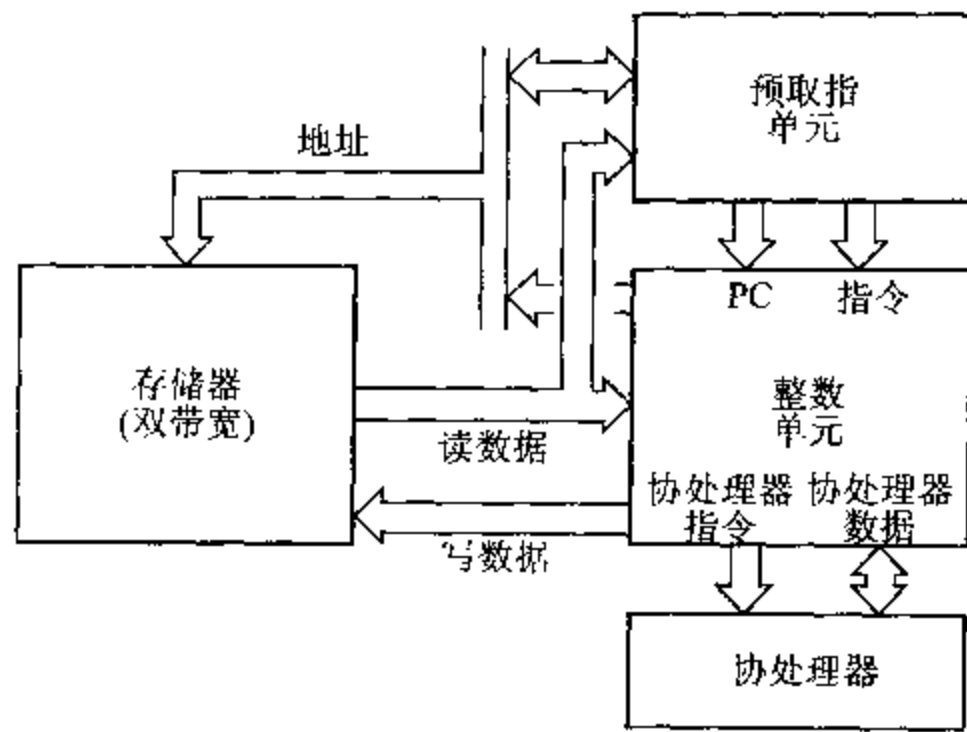 预取指
单元
地址
PC
指令
存储器
(双带宽)
整数
单元
读数据
协处理器
指令
协处理器
数据
写数据
协处理器